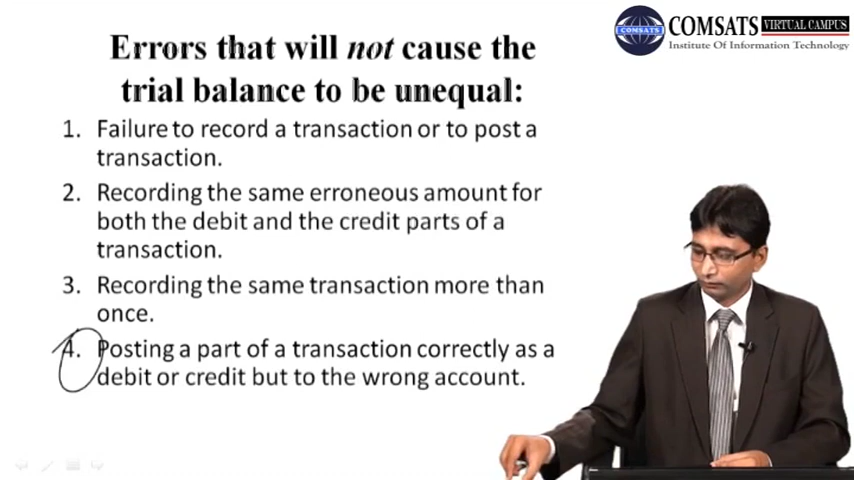 Errors that will not cause the
trial balance to be unequal:
COMSATS VIRTUAL CAMPUS
Institute Of Information Technology
COMSATS
1. Failure to record a transaction or to post a
transaction.
2. Recording the same erroneous amount for
both the debit and the credit parts of a
transaction.
3. Recording the same transaction more than
once.
4. Posting a part of a transaction correctly as a
debit or credit but to the wrong account.